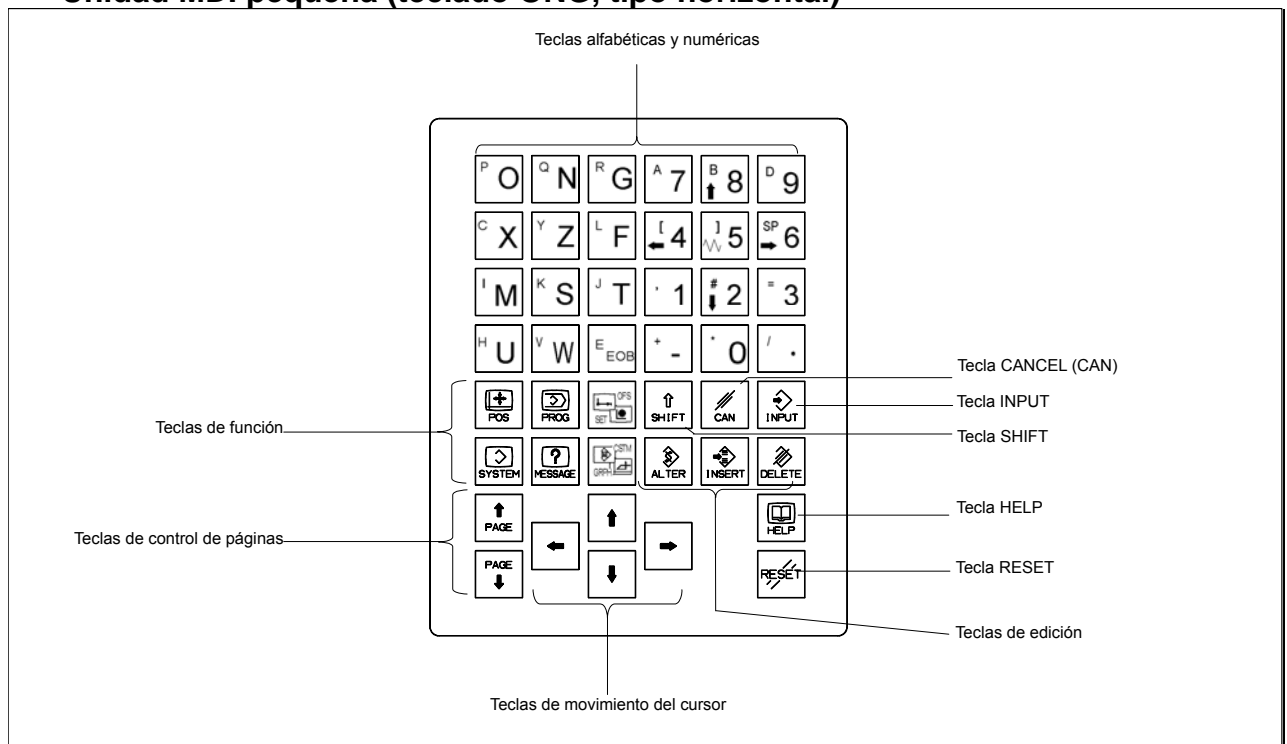 Unidad MDI pequeña (teclado ONG, tipo horizontal)
Teclas alfabéticas y numéricas
P O Q N R G A 7 B 8 D 9
C X Y Z L F [ 4 ] 5 SP 6
I M K S J T , 1 # 2 = 3
H U V W E EOB + - * 0 / .
Tecla CANCEL (CAN)
POS PROG OFS SET SHIFT CAN INPUT
Tecla INPUT
Teclas de función
Tecla SHIFT
SYSTEM MESSAGE CSTM GRPH ALTER INSERT DELETE
PAGE
HELP
Tecla HELP
Teclas de control de páginas
PAGE
RESET
Tecla RESET
Teclas de edición
Teclas de movimiento del cursor